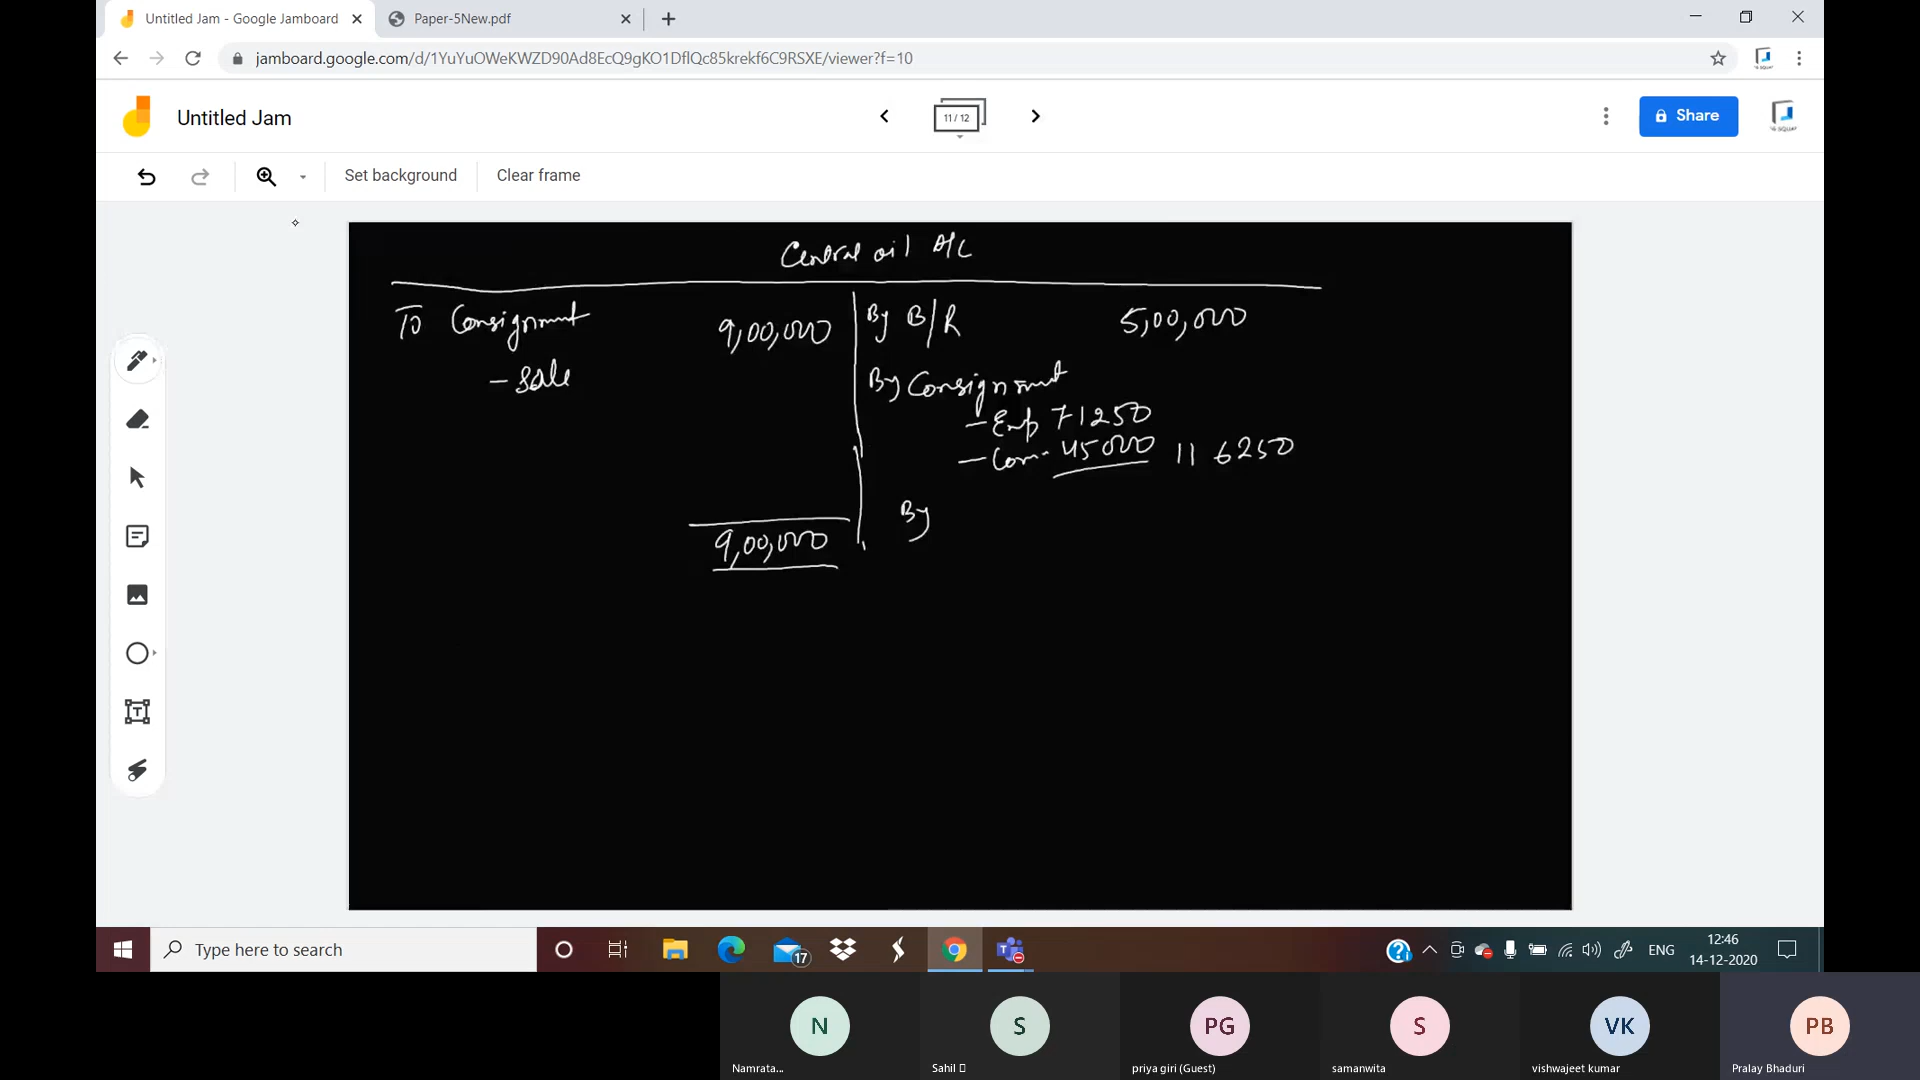 Untitled Jam - Google Jamboard
Paper-5New.pdf
jamboard.google.com/d/1YuYuOWeKWZD90Ad8EcQ9gKO1DflQc85krekf6C9RSXE/viewer?f=10
Untitled Jam
11 / 12
Share
Set background
Clear frame
Central oil A/C
To Consignment 9,00,000 By B/R 5,00,000
- Sale By Consignment
- Exp 71250
- Com. 45000 116250
By
9,00,000
Type here to search
17
ENG
12:46
14-12-2020
N
S
PG
S
VK
PB
Namrata...
Sahil
priya giri (Guest)
samanwita
vishwajeet kumar
Pralay Bhaduri